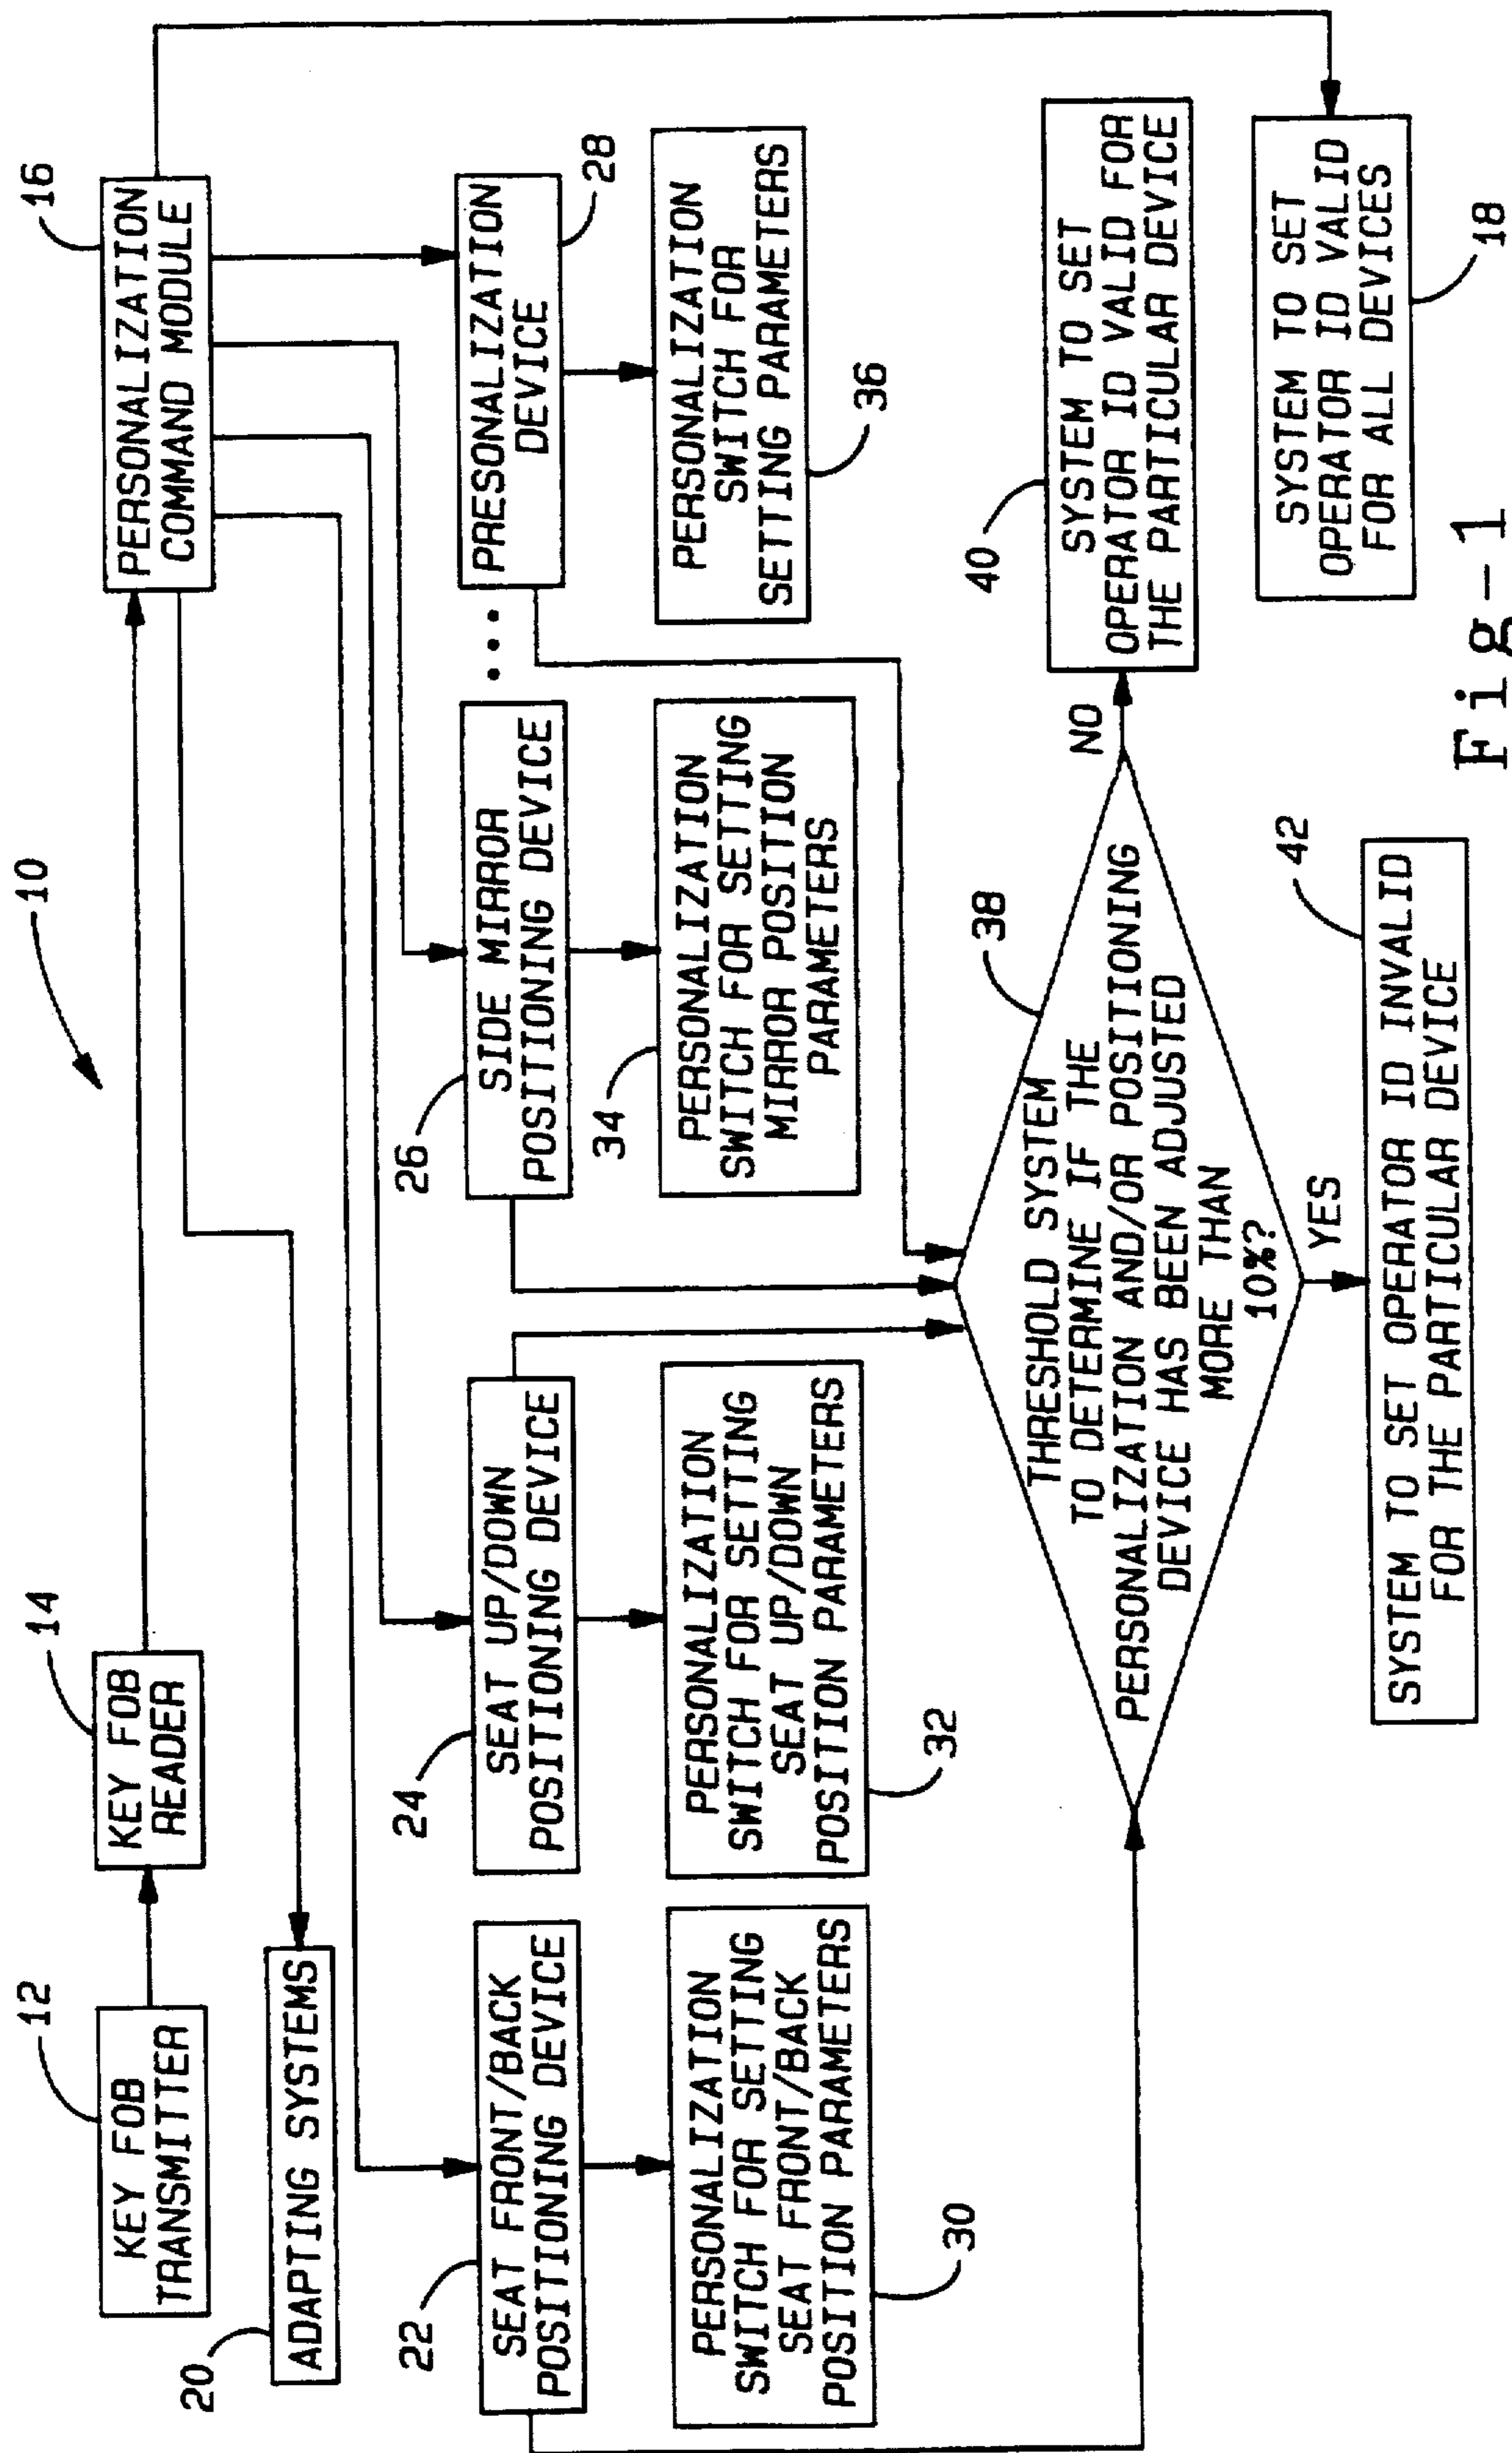 10
12
KEY FOB
TRANSMITTER
14
KEY FOB
READER
16
PERSONALIZATION
COMMAND MODULE
20
ADAPTING SYSTEMS
22
SEAT FRONT/BACK
POSITIONING DEVICE
24
SEAT UP/DOWN
POSITIONING DEVICE
26
SIDE MIRROR
POSITIONING DEVICE
...
PRESONALIZATION
DEVICE
28
PERSONALIZATION
SWITCH FOR SETTING
SEAT FRONT/BACK
POSITION PARAMETERS
30
PERSONALIZATION
SWITCH FOR SETTING
SEAT UP/DOWN
POSITION PARAMETERS
32
34
PERSONALIZATION
SWITCH FOR SETTING
MIRROR POSITION
PARAMETERS
PERSONALIZATION
SWITCH FOR
SETTING PARAMETERS
36
38
THRESHOLD SYSTEM
TO DETERMINE IF THE
PERSONALIZATION AND/OR POSITIONING
DEVICE HAS BEEN ADJUSTED
MORE THAN
10%?
NO
40
SYSTEM TO SET
OPERATOR ID VALID FOR
THE PARTICULAR DEVICE
YES
42
SYSTEM TO SET OPERATOR ID INVALID
FOR THE PARTICULAR DEVICE
SYSTEM TO SET
OPERATOR ID VALID
FOR ALL DEVICES
18
Fig-1